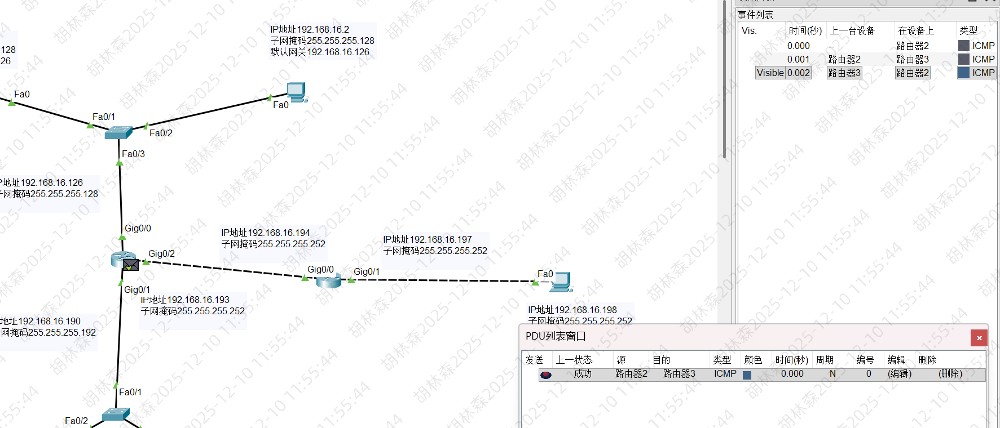 128
26
IP地址192.168.16.2
子网掩码255.255.255.128
默认网关192.168.16.126
Fa0
Fa0/1
Fa0
Fa0/2
Fa0/3
IP地址192.168.16.126
子网掩码255.255.255.128
Gig0/0
Gig0/2
IP地址192.168.16.194
子网掩码255.255.255.252
IP地址192.168.16.197
子网掩码255.255.255.252
Gig0/0
Gig0/1
Fa0
Gig0/1
IP地址192.168.16.193
子网掩码255.255.255.252
地址192.168.16.190
网掩码255.255.255.192
IP地址192.168.16.198
子网掩码255.255.255.252
Fa0/1
Fa0/2
事件列表
Vis. 时间(秒) 上一台设备 在设备上 类型
0.000 -- 路由器2 ICMP
0.001 路由器2 路由器3 ICMP
Visible 0.002 路由器3 路由器2 ICMP
PDU列表窗口
发送 上一状态 源 目的 类型 颜色 时间(秒) 周期 编号 编辑 删除
成功 路由器2 路由器3 ICMP 0.000 N 0 (编辑) (删除)
胡林森2025-12-10 11:55:44